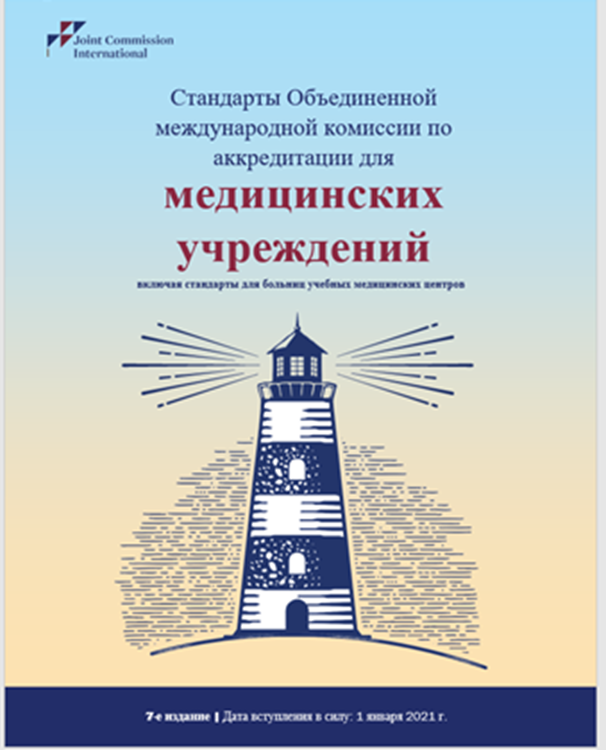 Joint Commission
International
Стандарты Объединенной
международной комиссии по
аккредитации для
медицинских
учреждений
включая стандарты для больниц учебных медицинских центров
7-е издание | Дата вступления в силу: 1 января 2021 г.